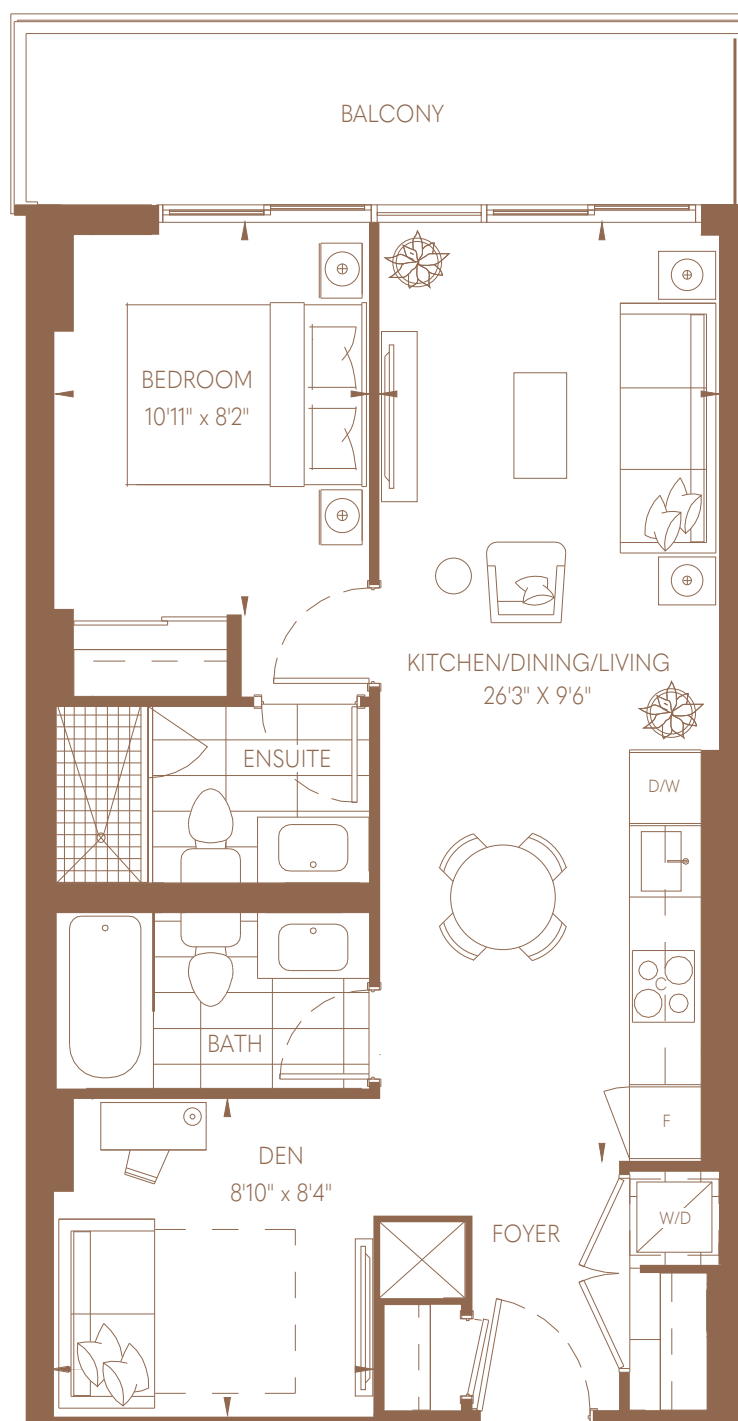 BALCONY
BEDROOM
10'11" x 8'2"
KITCHEN/DINING/LIVING
26'3" X 9'6"
ENSUITE
D/W
C
BATH
F
DEN
8'10" x 8'4"
W/D
FOYER